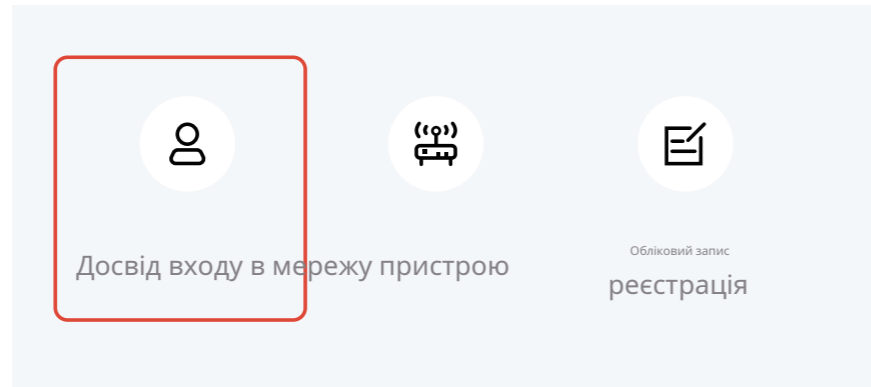 Досвід входу в мережу пристрою
Обліковий запис
реєстрація